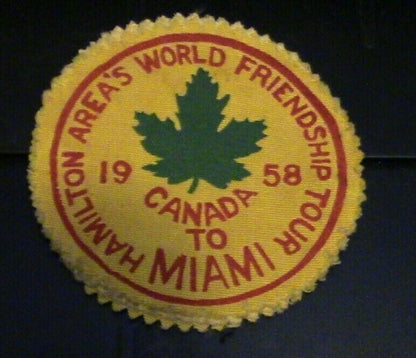 HAMILTON AREA'S WORLD FRIENDSHIP TOUR
19 58
CANADA
TO
MIAMI